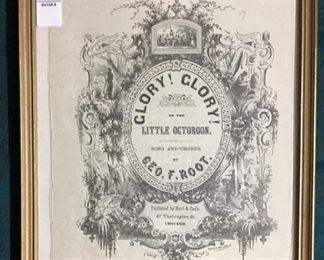 GLORY! GLORY!
OR THE
LITTLE OCTOROON.
SONG AND CHORUS
BY
GEO. F. ROOT.
Published by Root & Cady,
67 Washington St.
CHICAGO.